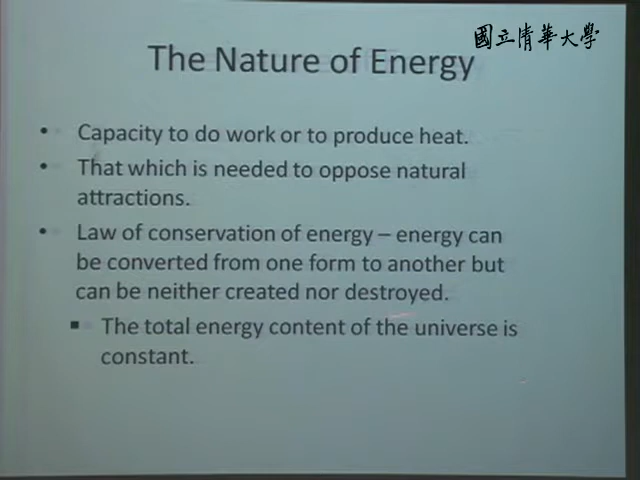 國立清華大學
The Nature of Energy
• Capacity to do work or to produce heat.
• That which is needed to oppose natural
attractions.
• Law of conservation of energy – energy can
be converted from one form to another but
can be neither created nor destroyed.
▪ The total energy content of the universe is
constant.